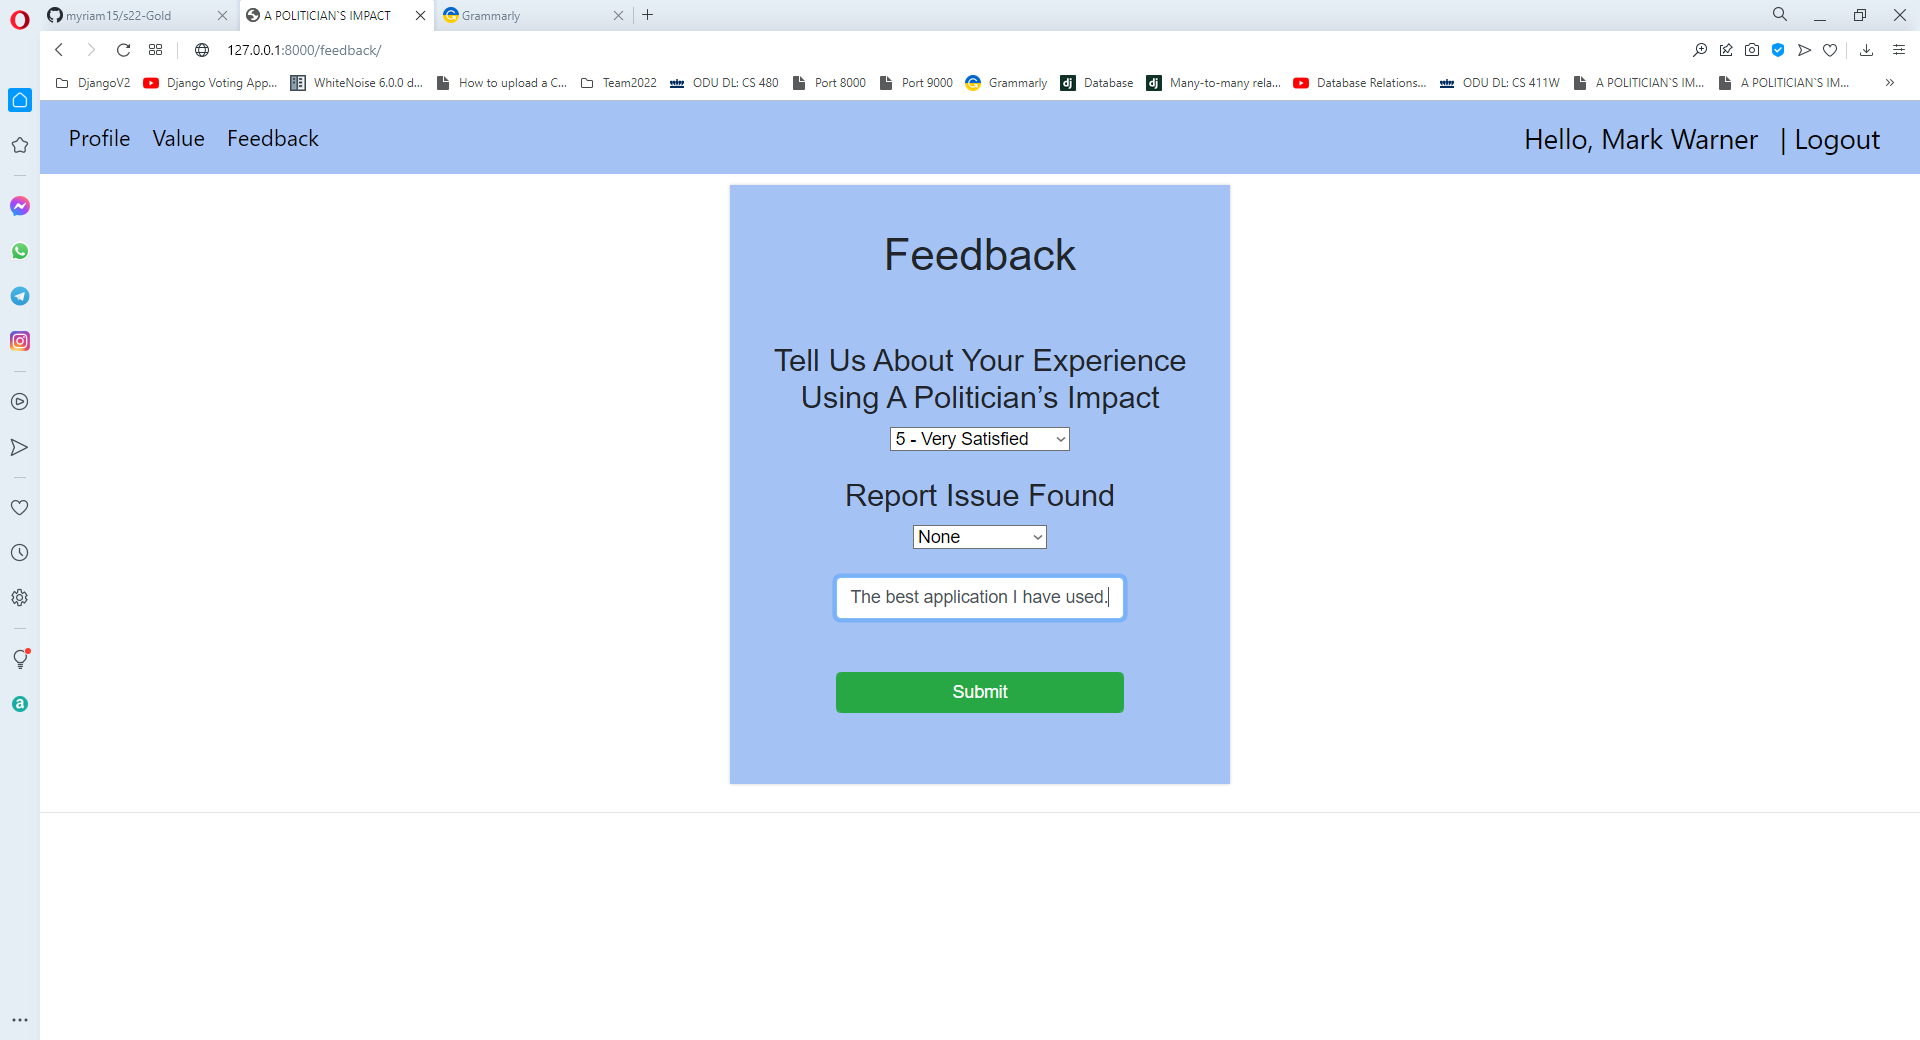 myriam15/s22-Gold
A POLITICIAN`S IMPACT
Grammarly
127.0.0.1:8000/feedback/
DjangoV2
Django Voting App...
WhiteNoise 6.0.0 d...
How to upload a C...
Team2022
ODU DL: CS 480
Port 8000
Port 9000
Grammarly
dj
Database
dj
Many-to-many rela...
Database Relations...
ODU DL: CS 411W
A POLITICIAN`S IM...
A POLITICIAN`S IM...
Profile
Value
Feedback
Hello, Mark Warner
| Logout
Feedback
Tell Us About Your Experience
Using A Politician’s Impact
5 - Very Satisfied
Report Issue Found
None
The best application I have used.
Submit
a